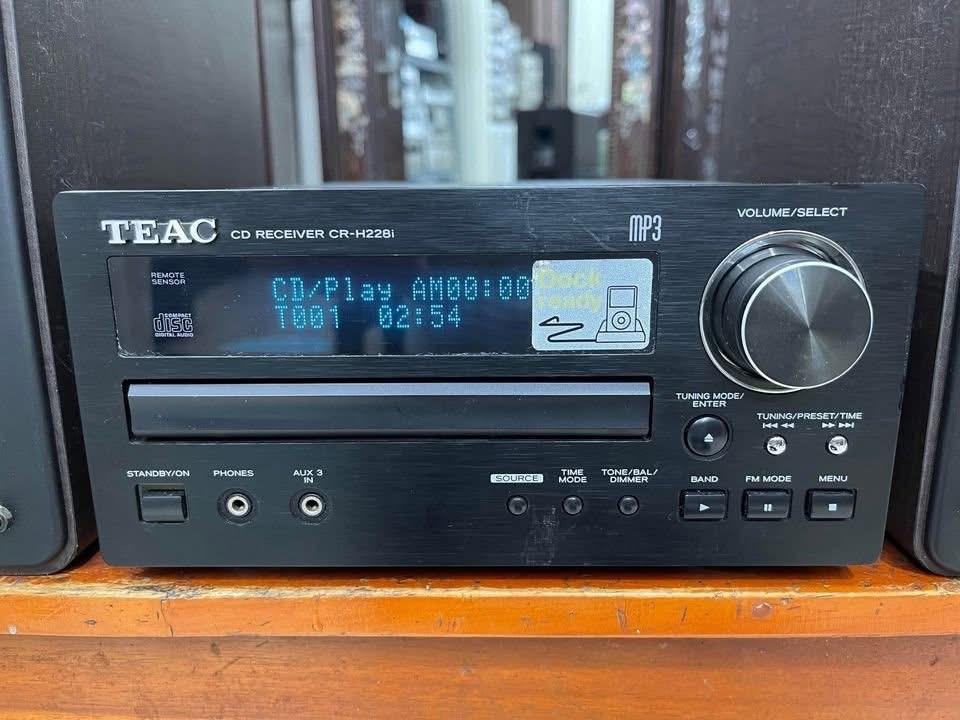 TEAC CD RECEIVER CR-H228i
MP3
VOLUME/SELECT
REMOTE
SENSOR
CD/Play AM00:00
T001 02:54
Dock
ready
COMPACT
disc
DIGITAL AUDIO
TUNING MODE/
ENTER
TUNING/PRESET/TIME
STANDBY/ON
PHONES
AUX 3
IN
SOURCE
TIME
MODE
TONE/BAL/
DIMMER
BAND
FM MODE
MENU